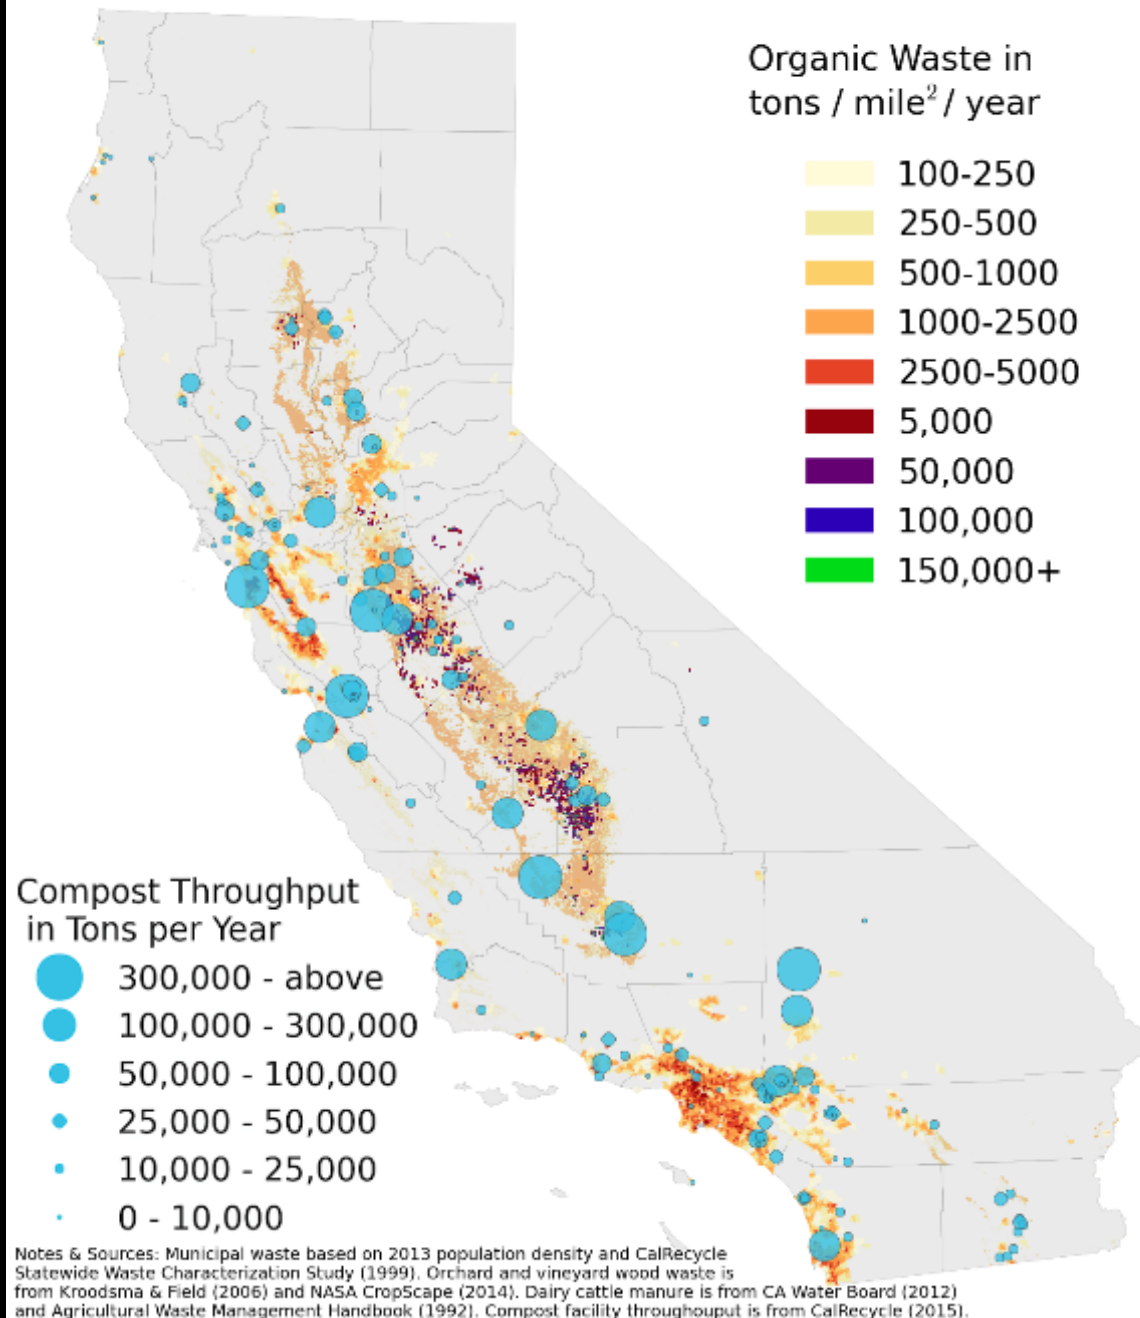 Organic Waste in
tons / mile² / year
100-250
250-500
500-1000
1000-2500
2500-5000
5,000
50,000
100,000
150,000+
Compost Throughput
in Tons per Year
300,000 - above
100,000 - 300,000
50,000 - 100,000
25,000 - 50,000
10,000 - 25,000
0 - 10,000
Notes & Sources: Municipal waste based on 2013 population density and CalRecycle
Statewide Waste Characterization Study (1999). Orchard and vineyard wood waste is
from Kroodsma & Field (2006) and NASA CropScape (2014). Dairy cattle manure is from CA Water Board (2012)
and Agricultural Waste Management Handbook (1992). Compost facility throughouput is from CalRecycle (2015).